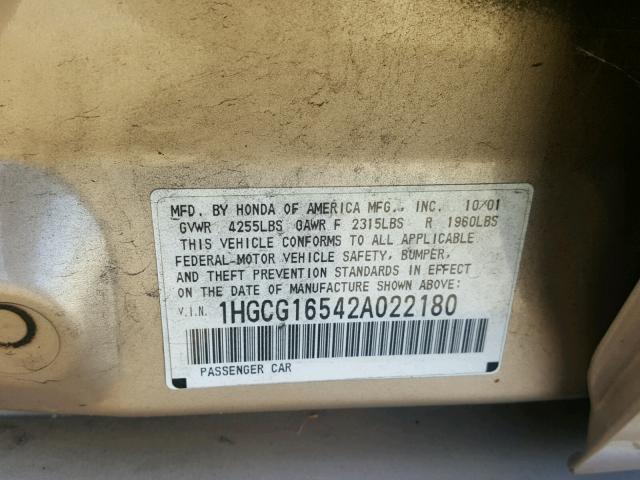 MFD. BY HONDA OF AMERICA MFG., INC. 10/01
GVWR 4255LBS GAWR F 2315LBS R 1960LBS
THIS VEHICLE CONFORMS TO ALL APPLICABLE
FEDERAL-MOTOR VEHICLE SAFETY, BUMPER,
AND THEFT PREVENTION STANDARDS IN EFFECT
ON THE DATE OF MANUFACTURE SHOWN ABOVE:
V.I.N. 1HGCG16542A022180
PASSENGER CAR